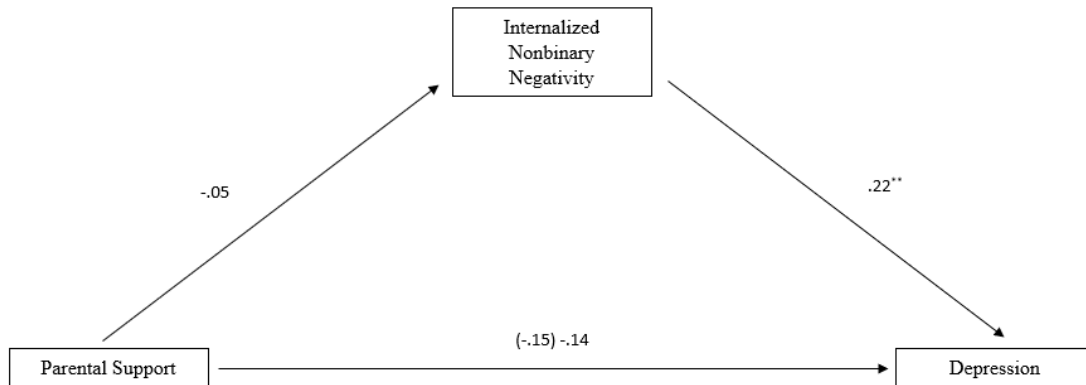 Internalized
Nonbinary
Negativity
-.05
.22**
(-.15) -.14
Parental Support
Depression